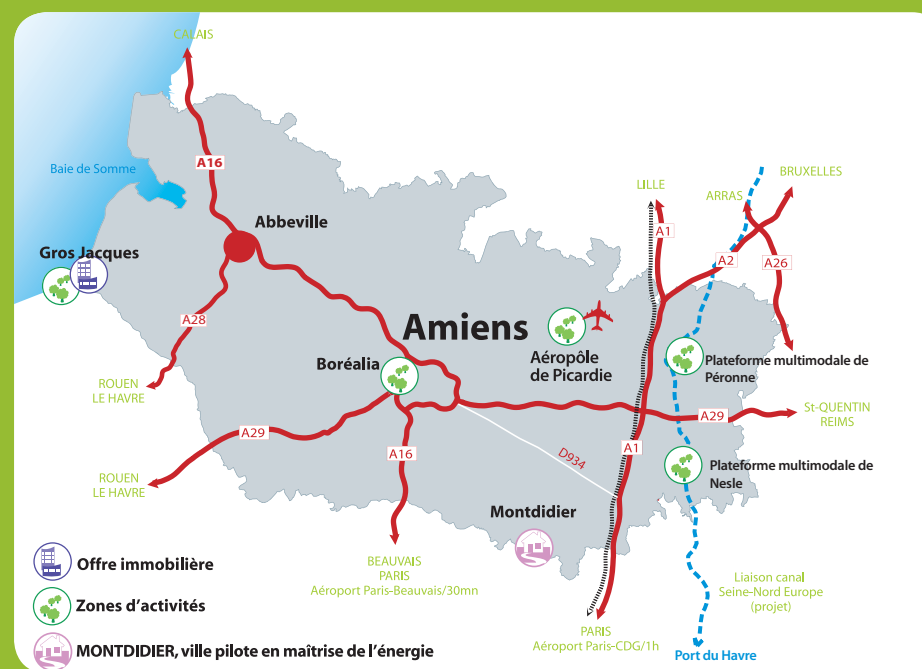 CALAIS
A16
Baie de Somme
Abbeville
Gros Jacques
LILLE
ARRAS
BRUXELLES
A1
A2
A26
A28
Amiens
Boréalia
Aéropôle
de Picardie
Plateforme multimodale de
Péronne
ROUEN
LE HAVRE
A29
A29
St-QUENTIN
REIMS
A16
D934
A1
Plateforme multimodale de
Nesle
ROUEN
LE HAVRE
Montdidier
BEAUVAIS
PARIS
Aéroport Paris-Beauvais/30mn
Liaison canal
Seine-Nord Europe
(projet)
PARIS
Aéroport Paris-CDG/1h
Port du Havre
Offre immobilière
Zones d'activités
MONTDIDIER, ville pilote en maîtrise de l'énergie